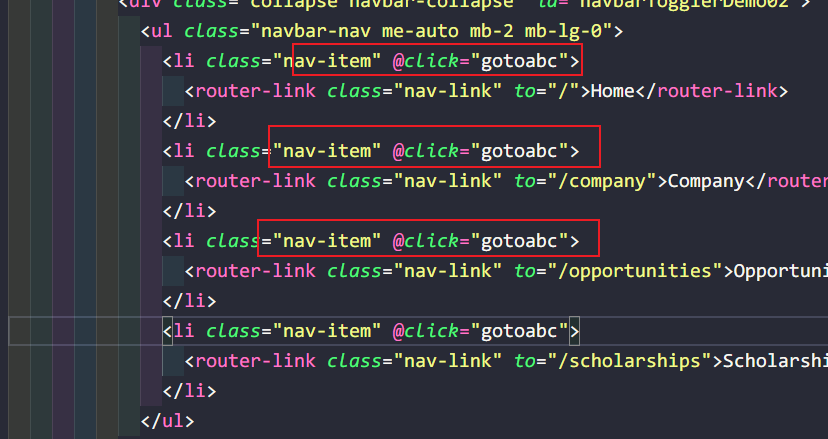 <div class="collapse navbar-collapse" id="navbarTogglerDemo02">
<ul class="navbar-nav me-auto mb-2 mb-lg-0">
<li class="nav-item" @click="gotoabc">
<router-link class="nav-link" to="/">Home</router-link>
</li>
<li class="nav-item" @click="gotoabc">
<router-link class="nav-link" to="/company">Company</router
</li>
<li class="nav-item" @click="gotoabc">
<router-link class="nav-link" to="/opportunities">Opportuni
</li>
<li class="nav-item" @click="gotoabc">
<router-link class="nav-link" to="/scholarships">Scholarshi
</li>
</ul>